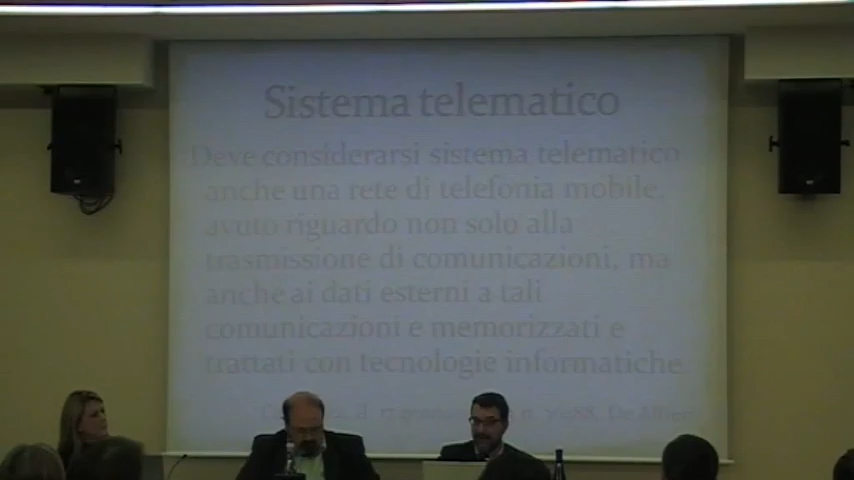 Sistema telematico
Deve considerarsi sistema telematico
anche una rete di telefonia mobile,
avuto riguardo non solo alla
trasmissione di comunicazioni, ma
anche ai dati esterni a tali
comunicazioni e memorizzati e
trattati con tecnologie informatiche.